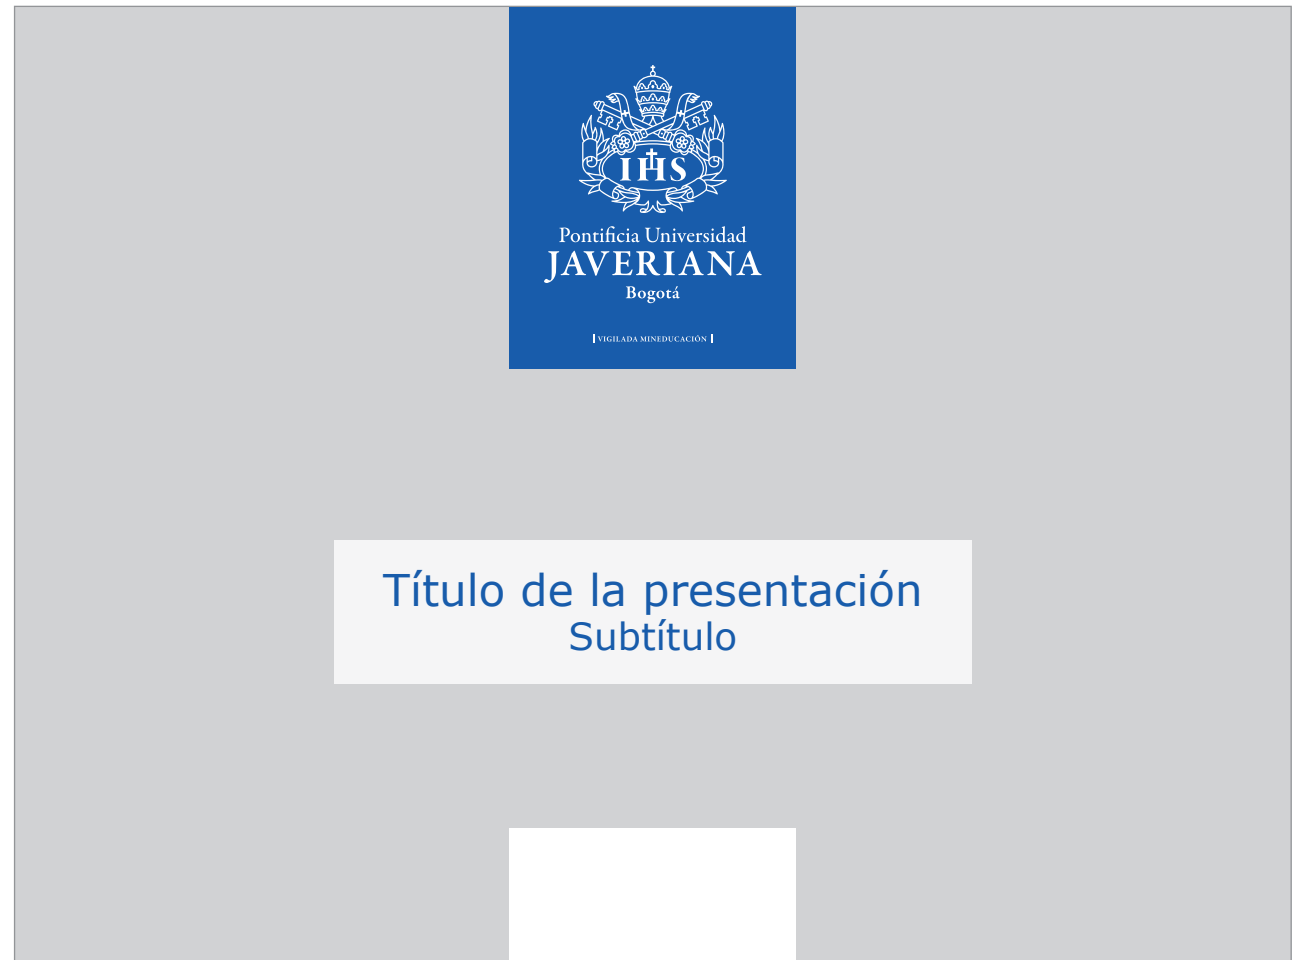 IHS
Pontificia Universidad
JAVERIANA
Bogotá
VIGILADA MINEDUCACIÓN
Título de la presentación
Subtítulo